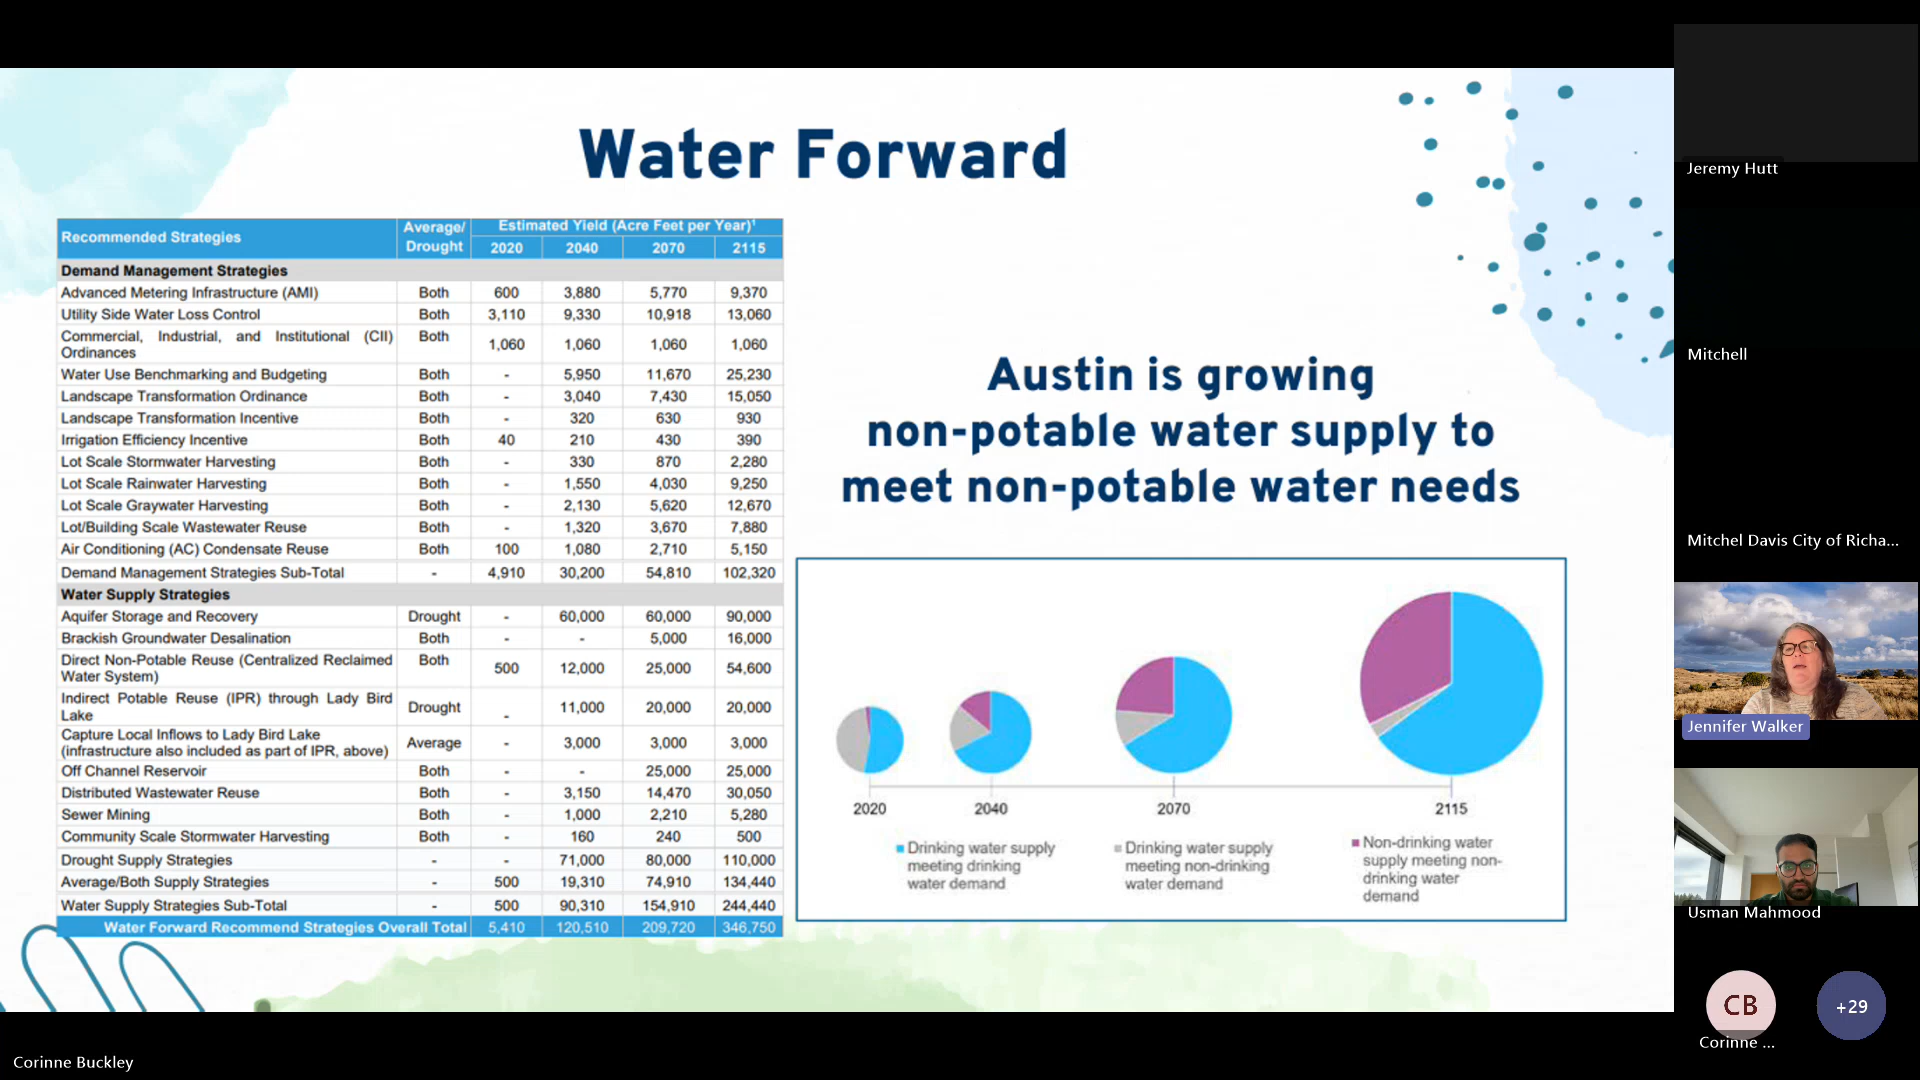 Water Forward
Recommended Strategies Average/ Drought Estimated Yield (Acre Feet per Year)¹
2020 2040 2070 2115
Demand Management Strategies
Advanced Metering Infrastructure (AMI) Both 600 3,880 5,770 9,370
Utility Side Water Loss Control Both 3,110 9,330 10,918 13,060
Commercial, Industrial, and Institutional (CII) Ordinances Both 1,060 1,060 1,060 1,060
Water Use Benchmarking and Budgeting Both - 5,950 11,670 25,230
Landscape Transformation Ordinance Both - 3,040 7,430 15,050
Landscape Transformation Incentive Both - 320 630 930
Irrigation Efficiency Incentive Both 40 210 430 390
Lot Scale Stormwater Harvesting Both - 330 870 2,280
Lot Scale Rainwater Harvesting Both - 1,550 4,030 9,250
Lot Scale Graywater Harvesting Both - 2,130 5,620 12,670
Lot/Building Scale Wastewater Reuse Both - 1,320 3,670 7,880
Air Conditioning (AC) Condensate Reuse Both 100 1,080 2,710 5,150
Demand Management Strategies Sub-Total - 4,910 30,200 54,810 102,320
Water Supply Strategies
Aquifer Storage and Recovery Drought - 60,000 60,000 90,000
Brackish Groundwater Desalination Both - - 5,000 16,000
Direct Non-Potable Reuse (Centralized Reclaimed Water System) Both 500 12,000 25,000 54,600
Indirect Potable Reuse (IPR) through Lady Bird Lake Drought - 11,000 20,000 20,000
Capture Local Inflows to Lady Bird Lake (infrastructure also included as part of IPR, above) Average - 3,000 3,000 3,000
Off Channel Reservoir Both - - 25,000 25,000
Distributed Wastewater Reuse Both - 3,150 14,470 30,050
Sewer Mining Both - 1,000 2,210 5,280
Community Scale Stormwater Harvesting Both - 160 240 500
Drought Supply Strategies - - 71,000 80,000 110,000
Average/Both Supply Strategies - 500 19,310 74,910 134,440
Water Supply Strategies Sub-Total - 500 90,310 154,910 244,440
Water Forward Recommend Strategies Overall Total 5,410 120,510 209,720 346,750
Austin is growing
non-potable water supply to
meet non-potable water needs
2020 2040 2070 2115
Drinking water supply
meeting drinking
water demand
Drinking water supply
meeting non-drinking
water demand
Non-drinking water
supply meeting non-
drinking water
demand
Jeremy Hutt
Mitchell
Mitchel Davis City of Richa...
Jennifer Walker
Usman Mahmood
CB
Corinne ...
+29
Corinne Buckley